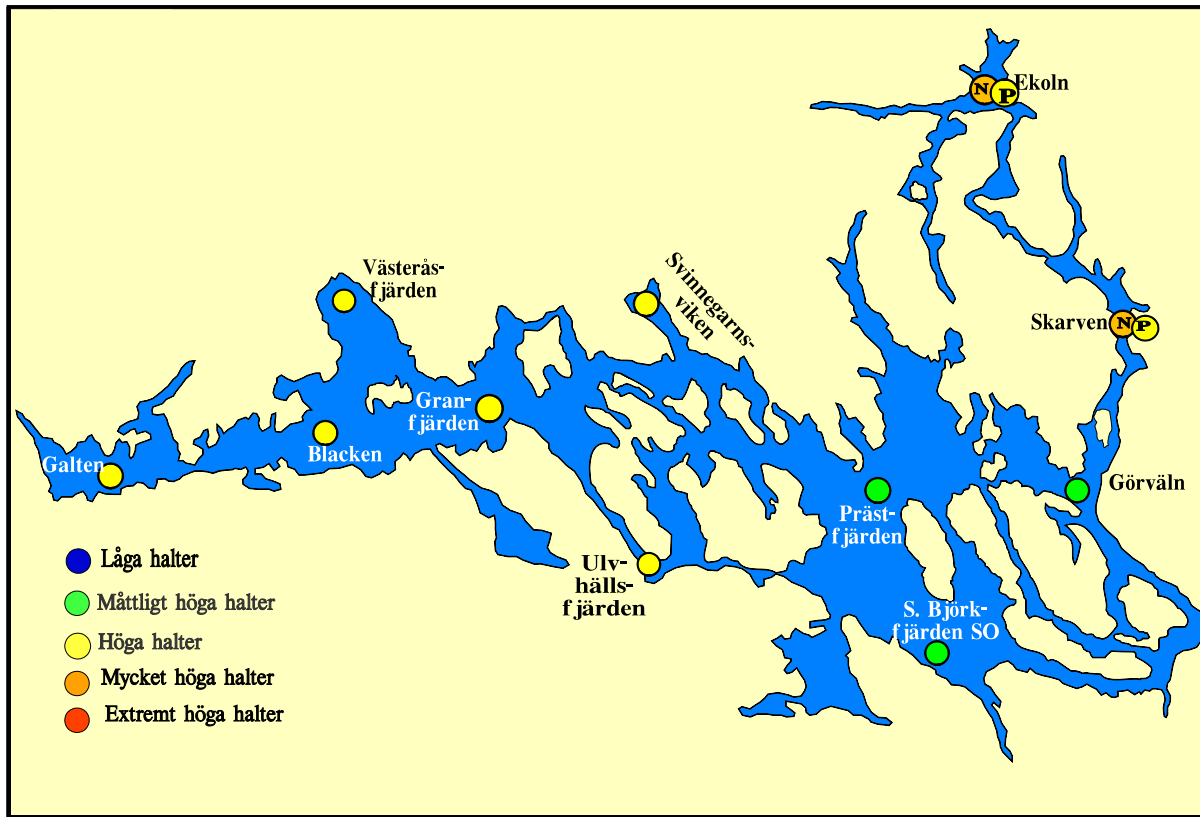 N P Ekoln
Västerås-
fjärden
Svinnegarns-
viken
Skarven N P
Gran-
fjärden
Blacken
Galten
Görväln
Präst-
fjärden
Ulv-
hälls-
fjärden
S. Björk-
fjärden SO
Låga halter
Måttligt höga halter
Höga halter
Mycket höga halter
Extremt höga halter